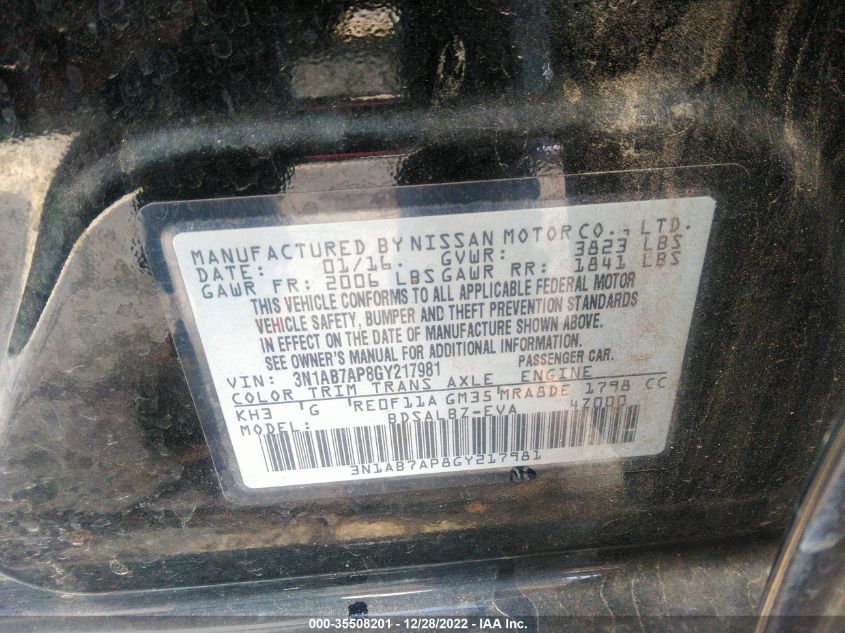 MANUFACTURED BY NISSAN MOTOR CO., LTD.
DATE: 01/16 GVWR: 3823 LBS
GAWR FR: 2006 LBS GAWR RR: 1841 LBS
THIS VEHICLE CONFORMS TO ALL APPLICABLE FEDERAL MOTOR
VEHICLE SAFETY, BUMPER AND THEFT PREVENTION STANDARDS
IN EFFECT ON THE DATE OF MANUFACTURE SHOWN ABOVE.
SEE OWNER'S MANUAL FOR ADDITIONAL INFORMATION.
VIN: 3N1AB7AP8GY217981 PASSENGER CAR.
COLOR TRIM TRANS AXLE ENGINE
KH3 G RE0F11A GM35 MRA8DE 1798 CC
MODEL: BDSALBZ-EVA 4Z000
3N1AB7AP8GY217981
000-35508201 - 12/28/2022 - IAA Inc.